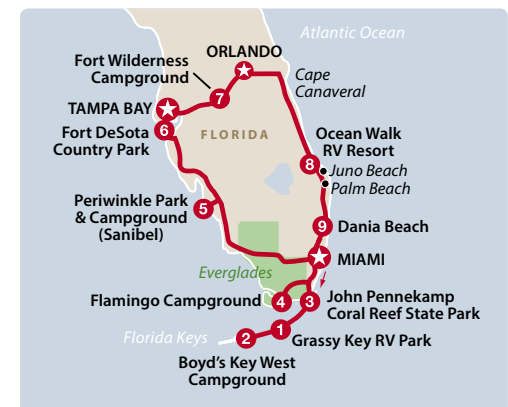 Atlantic Ocean
ORLANDO
Fort Wilderness
Campground
Cape
Canaveral
7
TAMPA BAY
6
Fort DeSota
Country Park
FLORIDA
Ocean Walk
RV Resort
8
Juno Beach
Palm Beach
Periwinkle Park
& Campground
(Sanibel)
5
9
Dania Beach
MIAMI
Everglades
Flamingo Campground
4
3
John Pennekamp
Coral Reef State Park
Florida Keys
2
1
Grassy Key RV Park
Boyd's Key West
Campground